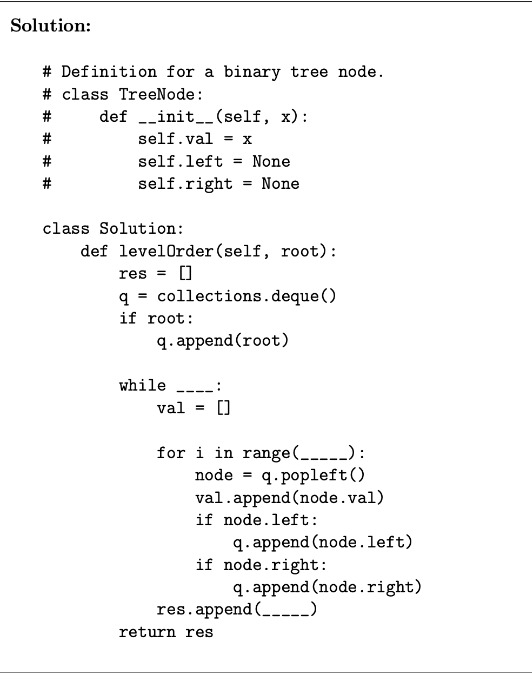 Solution:
# Definition for a binary tree node.
# class TreeNode:
#     def __init__(self, x):
#         self.val = x
#         self.left = None
#         self.right = None
class Solution:
    def levelOrder(self, root):
        res = []
        q = collections.deque()
        if root:
            q.append(root)
        while ____:
            val = []
            for i in range(_____):
                node = q.popleft()
                val.append(node.val)
                if node.left:
                    q.append(node.left)
                if node.right:
                    q.append(node.right)
            res.append(_____)
        return res